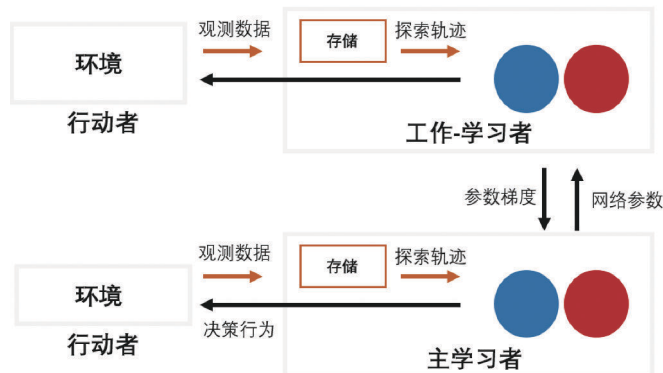 观测数据
存储
探索轨迹
环境
行动者
工作-学习者
参数梯度
网络参数
观测数据
存储
探索轨迹
环境
决策行为
行动者
主学习者